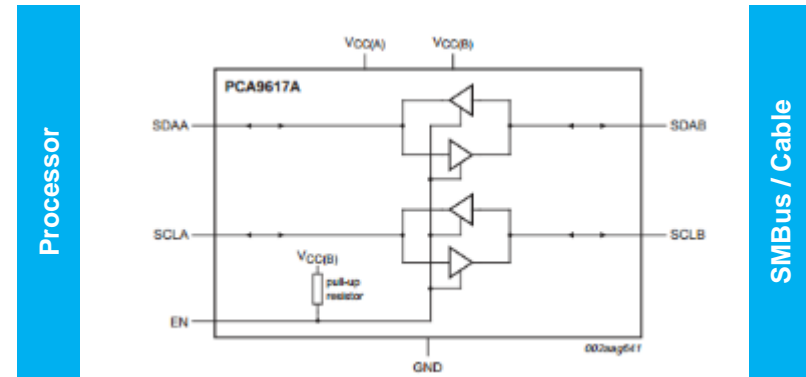 Processor
VCC(A)
VCC(B)
PCA9617A
SDAA
SDAB
SCLA
SCLB
VCC(B)
pull-up
resistor
EN
002aag641
GND
SMBus / Cable